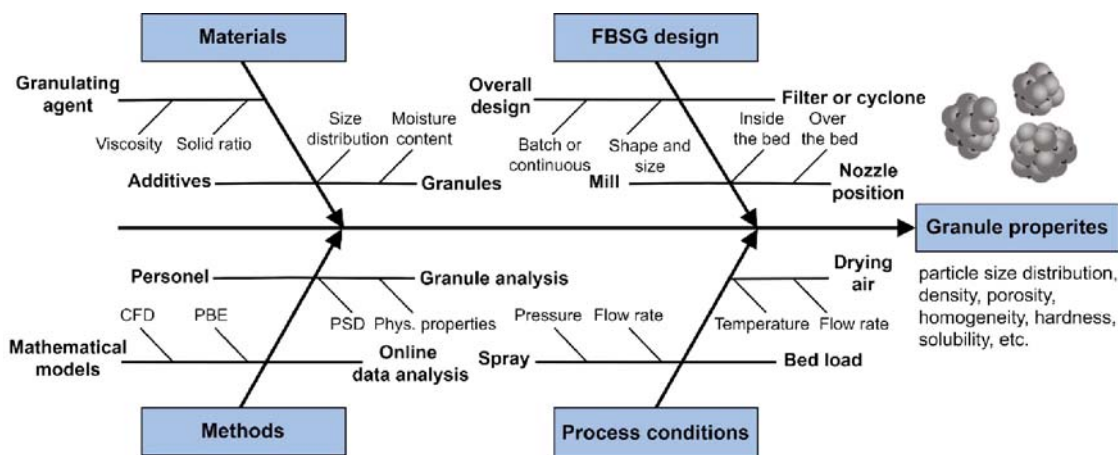 Materials
FBSG design
Granulating
agent
Viscosity
Solid ratio
Size
distribution
Moisture
content
Additives
Granules
Overall
design
Filter or cyclone
Batch or
continuous
Shape and
size
Inside
the bed
Over
the bed
Mill
Nozzle
position
Granule properites
particle size distribution,
density, porosity,
homogeneity, hardness,
solubility, etc.
Personel
Granule analysis
PSD
Phys. properties
CFD
PBE
Mathematical
models
Online
data analysis
Drying
air
Temperature
Flow rate
Pressure
Flow rate
Spray
Bed load
Methods
Process conditions